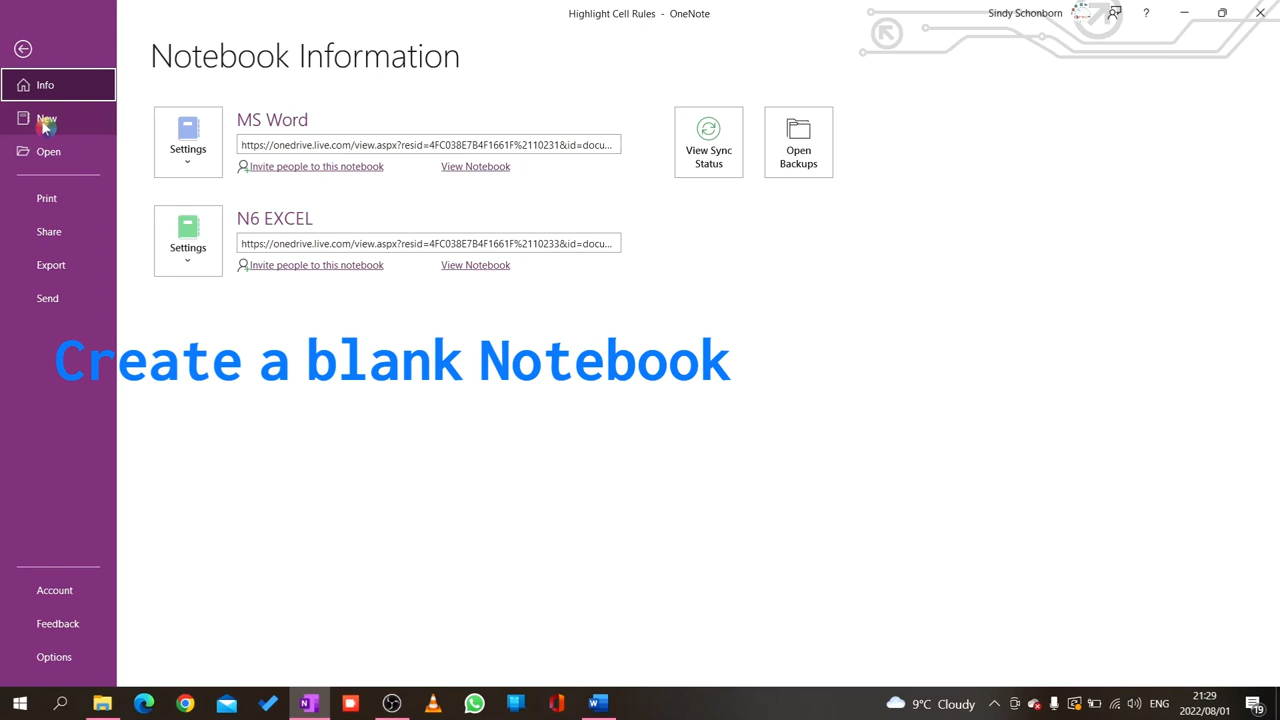 Highlight Cell Rules - OneNote
Sindy Schonborn
?
Notebook Information
Info
New
Open
Print
Share
Export
Send
Account
Feedback
Options
Settings
MS Word
https://onedrive.live.com/view.aspx?resid=4FC038E7B4F1661F%2110231&id=docu...
Invite people to this notebook View Notebook
View Sync
Status
Open
Backups
Settings
N6 EXCEL
https://onedrive.live.com/view.aspx?resid=4FC038E7B4F1661F%2110233&id=docu...
Invite people to this notebook View Notebook
Create a blank Notebook
9°C Cloudy
ENG
21:29
2022/08/01
19